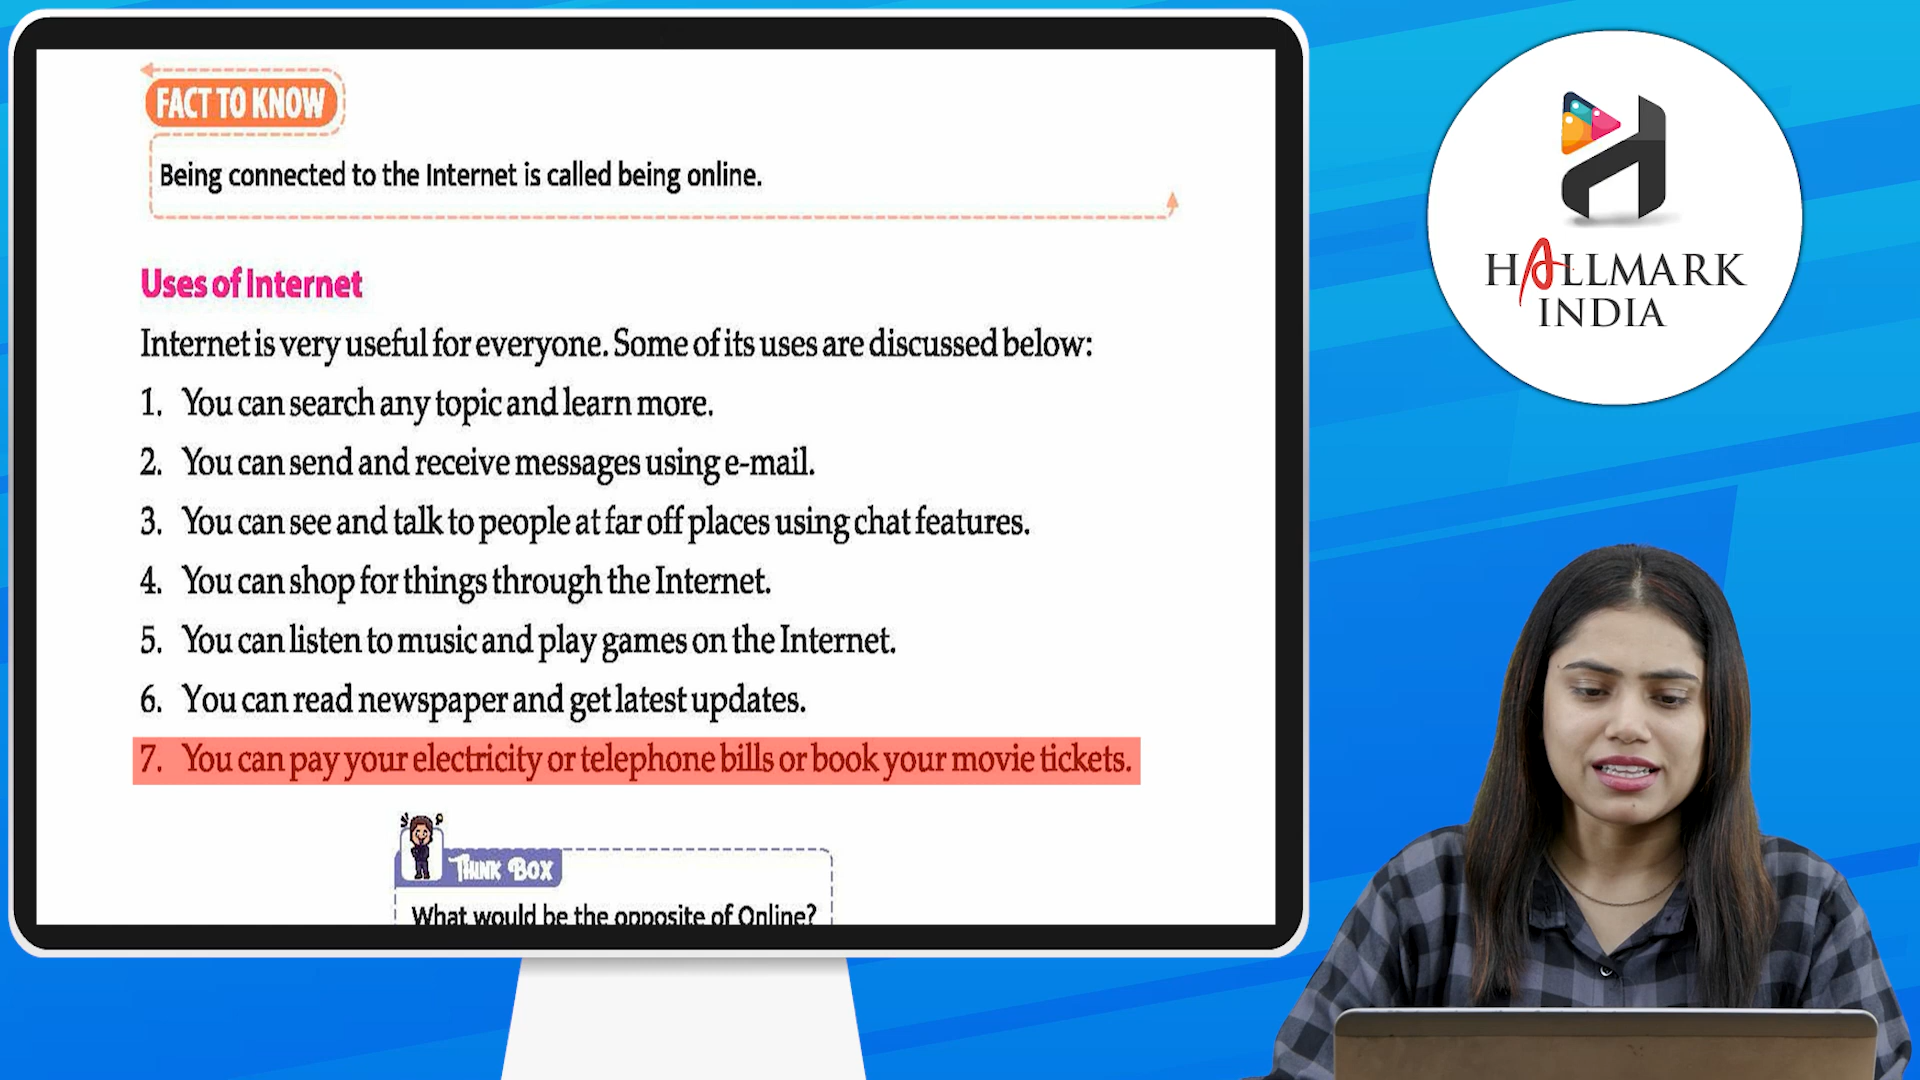 FACT TO KNOW
Being connected to the Internet is called being online.
Uses of Internet
Internet is very useful for everyone. Some of its uses are discussed below:
1. You can search any topic and learn more.
2. You can send and receive messages using e-mail.
3. You can see and talk to people at far off places using chat features.
4. You can shop for things through the Internet.
5. You can listen to music and play games on the Internet.
6. You can read newspaper and get latest updates.
7. You can pay your electricity or telephone bills or book your movie tickets.
THINK BOX
What would be the opposite of Online?
HALLMARK
INDIA